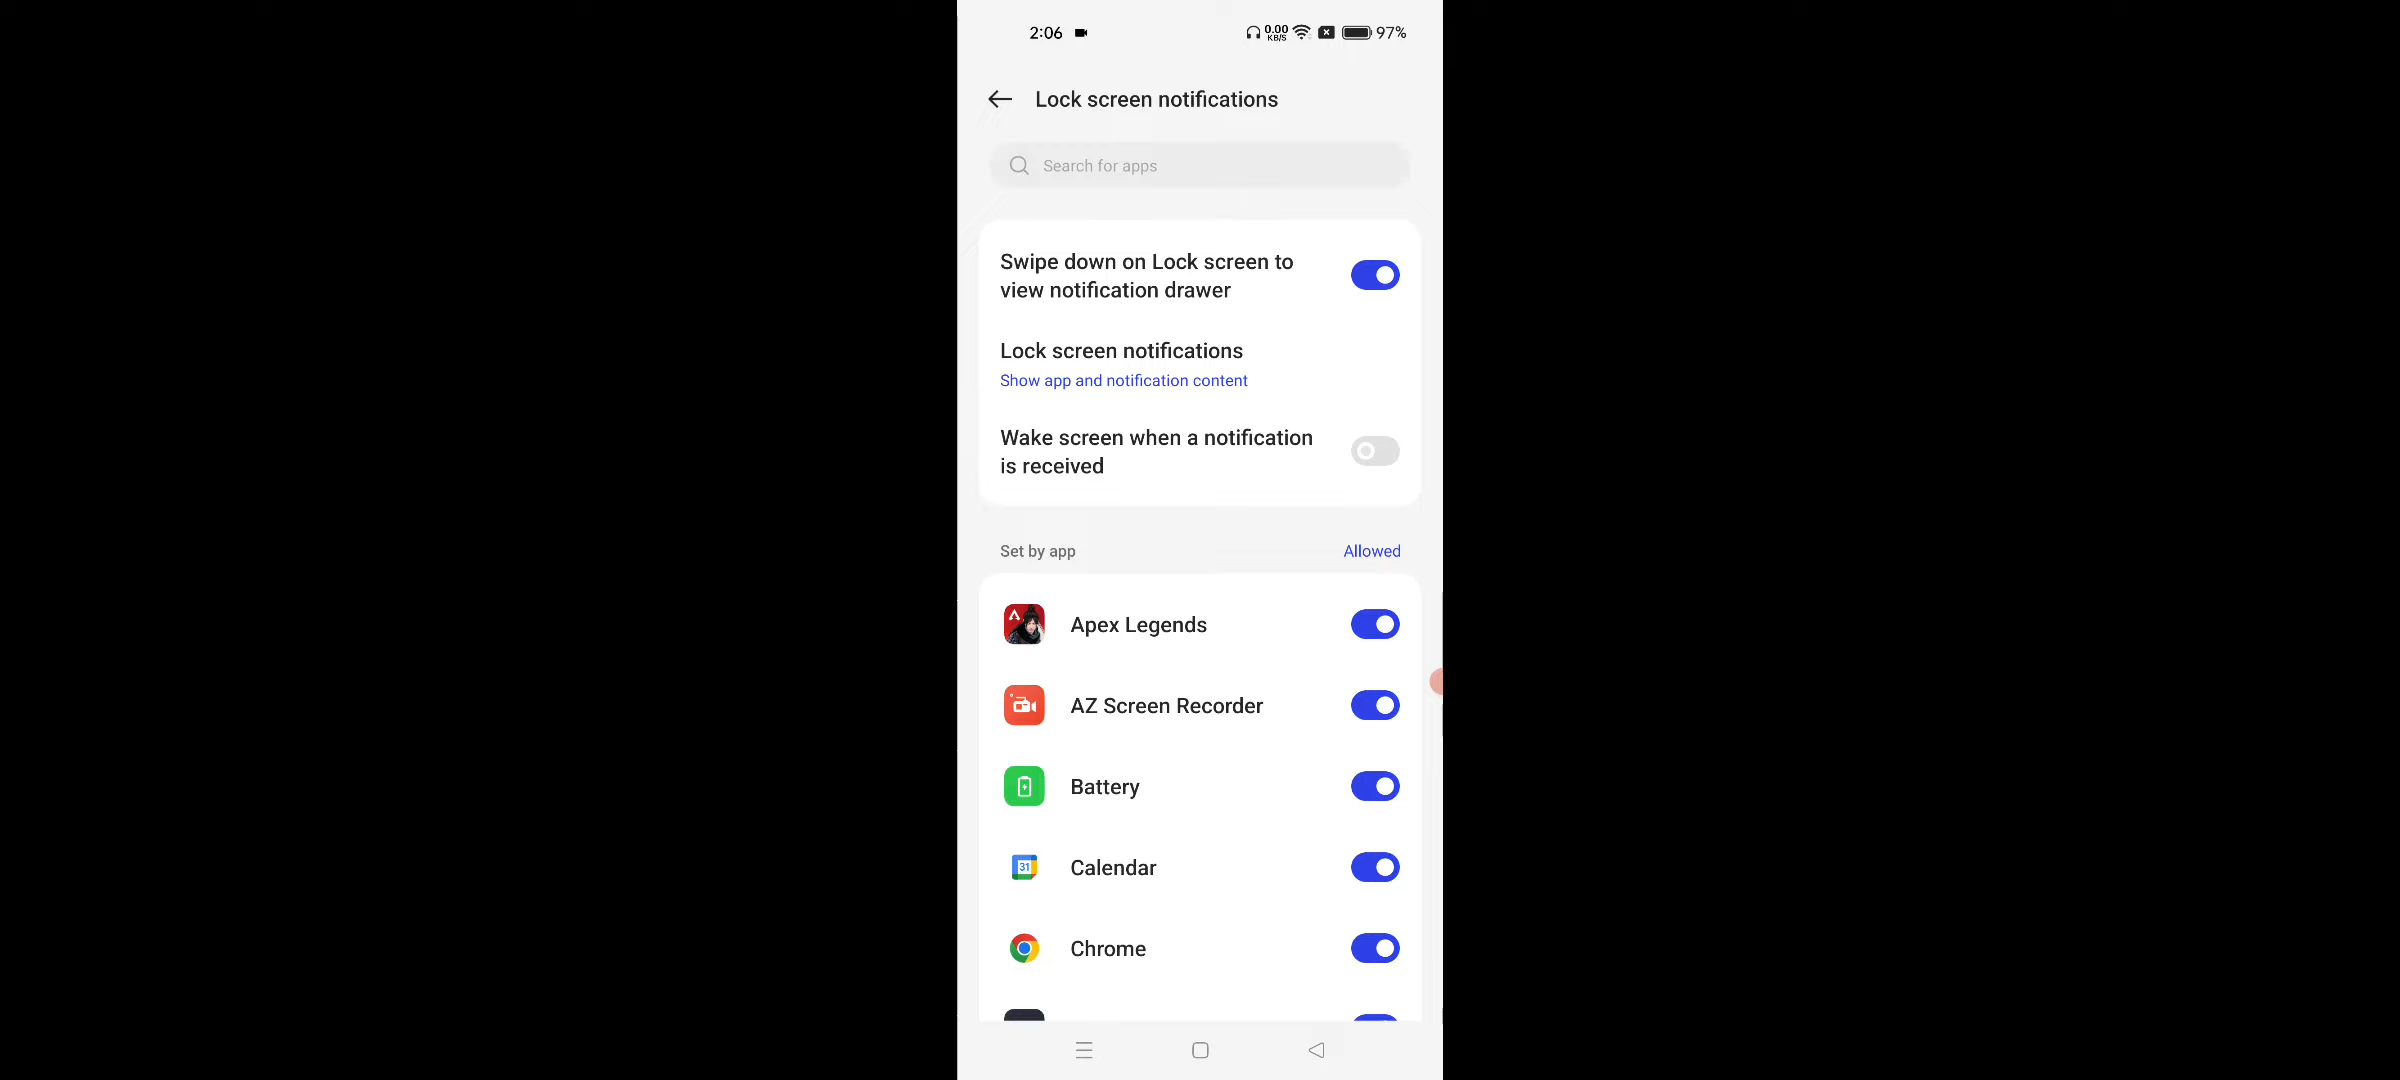 2:06
0.00
KB/S
97%
Lock screen notifications
Search for apps
Swipe down on Lock screen to
view notification drawer
Lock screen notifications
Show app and notification content
Wake screen when a notification
is received
Set by app
Allowed
Apex Legends
AZ Screen Recorder
Battery
31
Calendar
Chrome